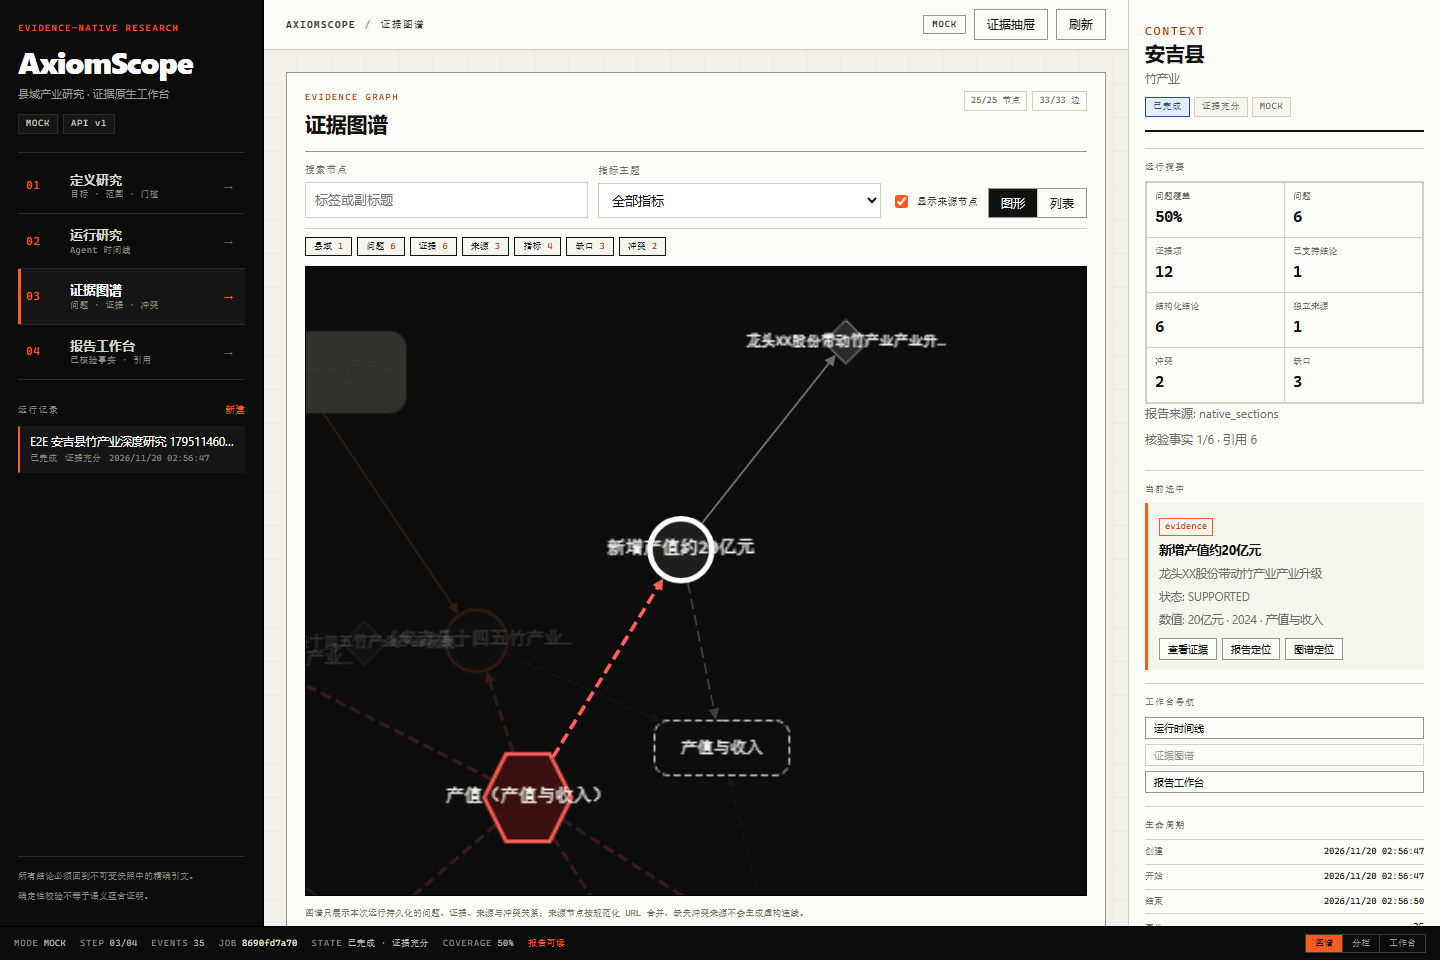 EVIDENCE-NATIVE RESEARCH
AxiomScope
县域产业研究 · 证据原生工作台
MOCK
API v1
01 定义研究 →
目标 · 范围 · 门槛
02 运行研究 →
Agent 时间线
03 证据图谱 →
问题 · 证据 · 冲突
04 报告工作台 →
已核验事实 · 引用
运行记录 新建
E2E 安吉县竹产业深度研究 179511460...
已完成 证据充分 2026/11/20 02:56:47
所有结论必须回到不可变快照中的精确引文。
确定性校验不等于语义蕴含证明。
AXIOMSCOPE / 证据图谱
MOCK
证据抽屉
刷新
EVIDENCE GRAPH
证据图谱
25/25 节点
33/33 边
搜索节点
标签或副标题
指标主题
全部指标
显示来源节点
图形
列表
县域 1
问题 6
证据 6
来源 3
指标 4
缺口 3
冲突 2
龙头XX股份带动竹产业产业升...
新增产值约20亿元
产值与收入
产值（产值与收入）
图谱只展示本次运行持久化的问题、证据、来源与冲突关系；来源节点按规范化 URL 合并，缺失冲突来源不会生成虚构连线。
CONTEXT
安吉县
竹产业
已完成
证据充分
MOCK
运行摘要
问题覆盖
50%
问题
6
证据项
12
已支持结论
1
结构化结论
6
独立来源
1
冲突
2
缺口
3
报告来源: native_sections
核验事实 1/6 · 引用 6
当前选中
evidence
新增产值约20亿元
龙头XX股份带动竹产业产业升级
状态: SUPPORTED
数值: 20亿元 · 2024 · 产值与收入
查看证据
报告定位
图谱定位
工作台导航
运行时间线
证据图谱
报告工作台
生命周期
创建 2026/11/20 02:56:47
开始 2026/11/20 02:56:47
结束 2026/11/20 02:56:50
MODE MOCK STEP 03/04 EVENTS 35 JOB 8690fd7a70 STATE 已完成 · 证据充分 COVERAGE 50% 报告可读
图谱
分栏
工作台